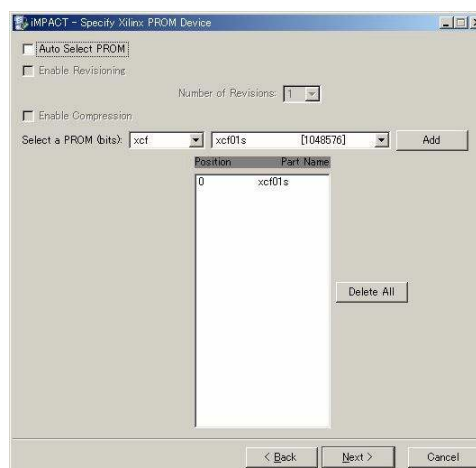 iMPACT - Specify Xilinx PROM Device
Auto Select PROM
Enable Revisioning
Number of Revisions: 1
Enable Compression
Select a PROM (bits): xcf xcf01s [1048576] Add
Position Part Name
0 xcf01s
Delete All
< Back Next > Cancel